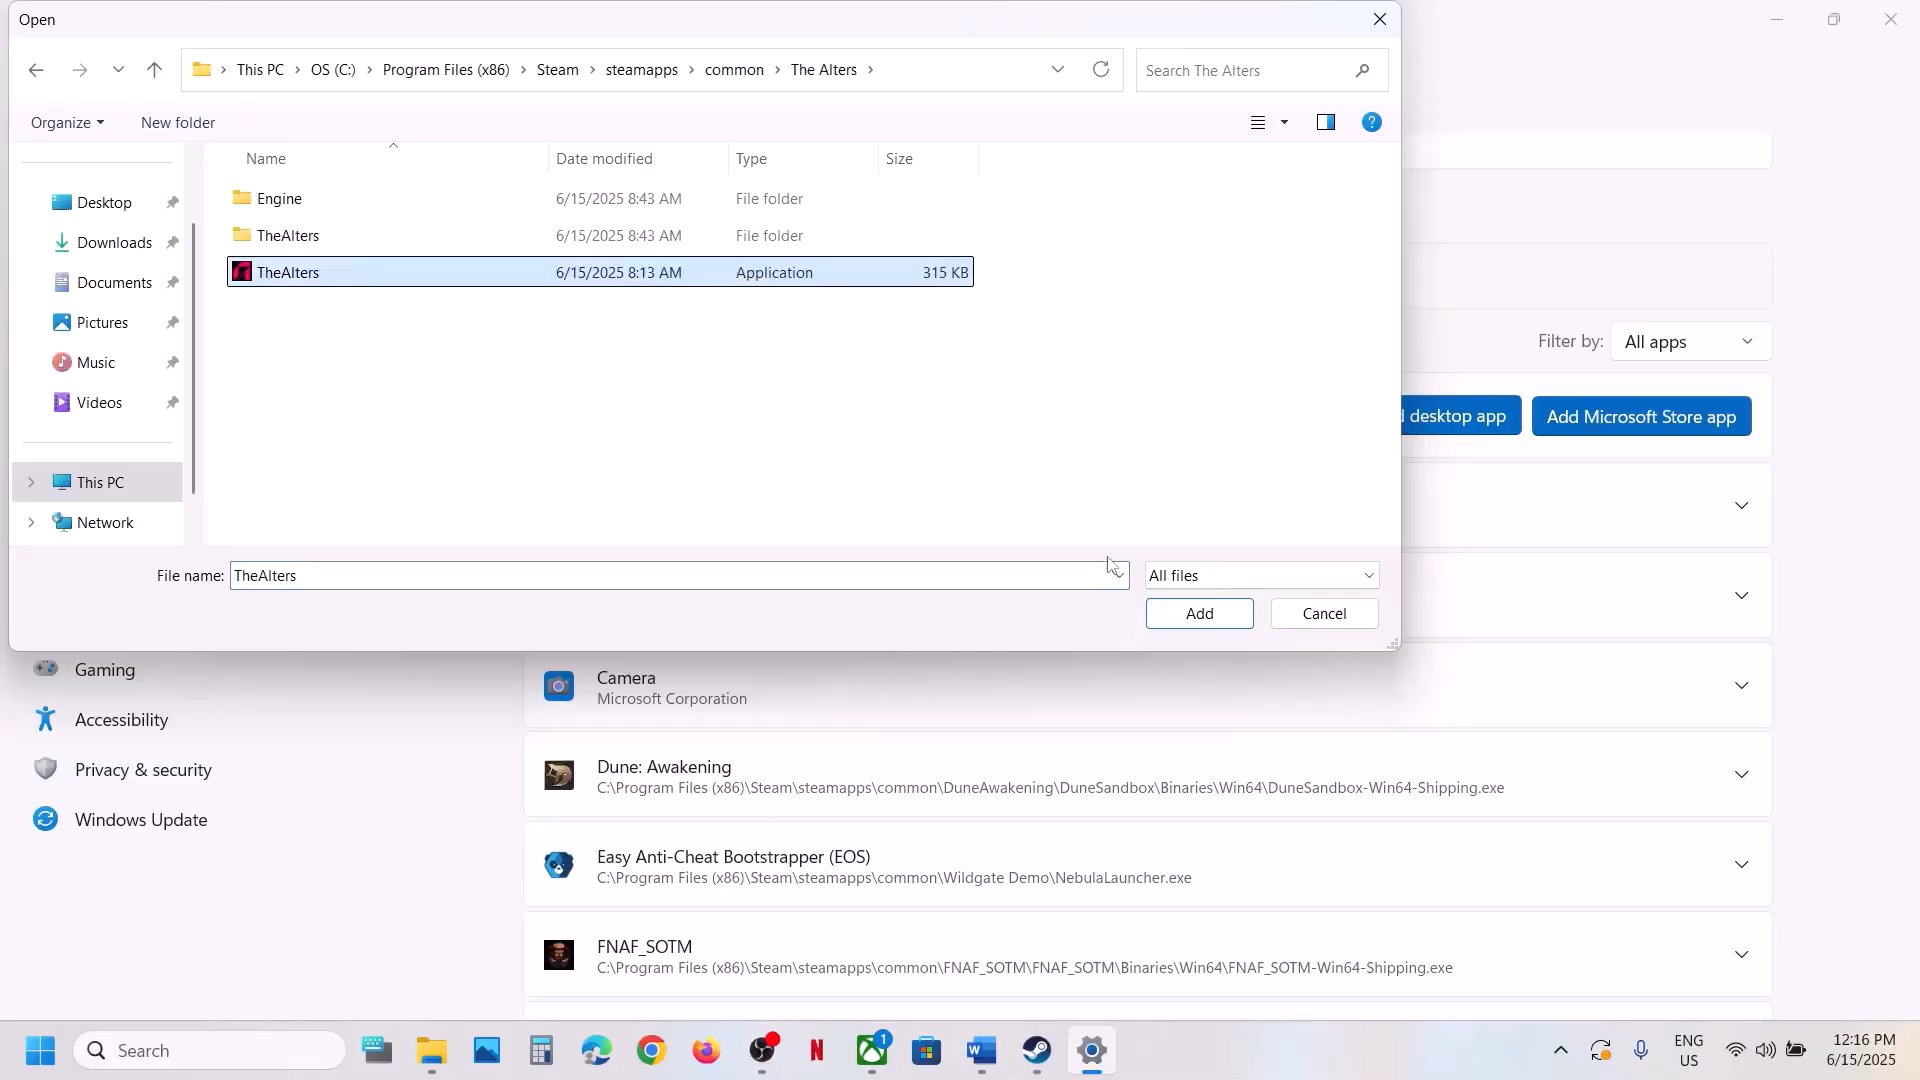 Open
This PC > OS (C:) > Program Files (x86) > Steam > steamapps > common > The Alters >
Search The Alters
Organize
New folder
?
Name
Date modified
Type
Size
Desktop
Downloads
Documents
Pictures
Music
Videos
This PC
Network
Engine
6/15/2025 8:43 AM
File folder
TheAlters
6/15/2025 8:43 AM
File folder
TheAlters
6/15/2025 8:13 AM
Application
315 KB
File name:
TheAlters
All files
Add
Cancel
Filter by:
All apps
desktop app
Add Microsoft Store app
Gaming
Accessibility
Privacy & security
Windows Update
Camera
Microsoft Corporation
Dune: Awakening
C:\Program Files (x86)\Steam\steamapps\common\DuneAwakening\DuneSandbox\Binaries\Win64\DuneSandbox-Win64-Shipping.exe
Easy Anti-Cheat Bootstrapper (EOS)
C:\Program Files (x86)\Steam\steamapps\common\Wildgate Demo\NebulaLauncher.exe
FNAF_SOTM
C:\Program Files (x86)\Steam\steamapps\common\FNAF_SOTM\FNAF_SOTM\Binaries\Win64\FNAF_SOTM-Win64-Shipping.exe
Search
N
1
W
ENG
US
12:16 PM
6/15/2025